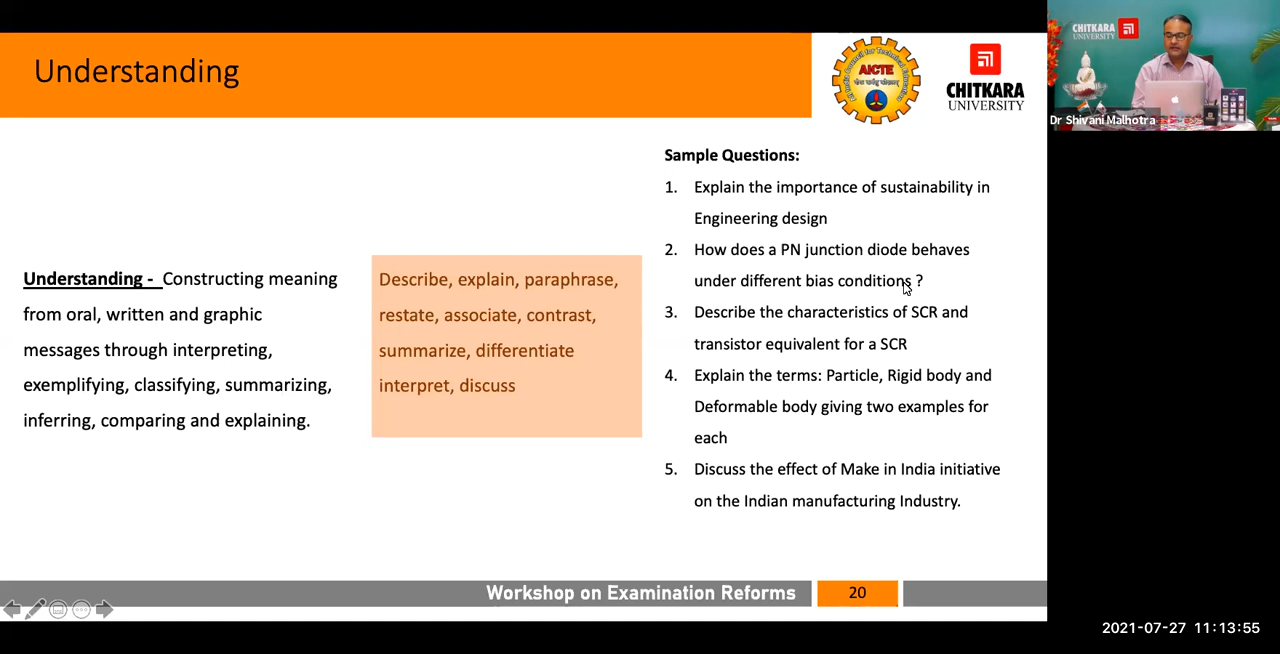 Understanding
AICTE
CHITKARA
UNIVERSITY
CHITKARA
UNIVERSITY
Dr Shivani Malhotra
Understanding - Constructing meaning
from oral, written and graphic
messages through interpreting,
exemplifying, classifying, summarizing,
inferring, comparing and explaining.
Describe, explain, paraphrase,
restate, associate, contrast,
summarize, differentiate
interpret, discuss
Sample Questions:
1. Explain the importance of sustainability in
Engineering design
2. How does a PN junction diode behaves
under different bias conditions ?
3. Describe the characteristics of SCR and
transistor equivalent for a SCR
4. Explain the terms: Particle, Rigid body and
Deformable body giving two examples for
each
5. Discuss the effect of Make in India initiative
on the Indian manufacturing Industry.
Workshop on Examination Reforms
20
2021-07-27 11:13:55